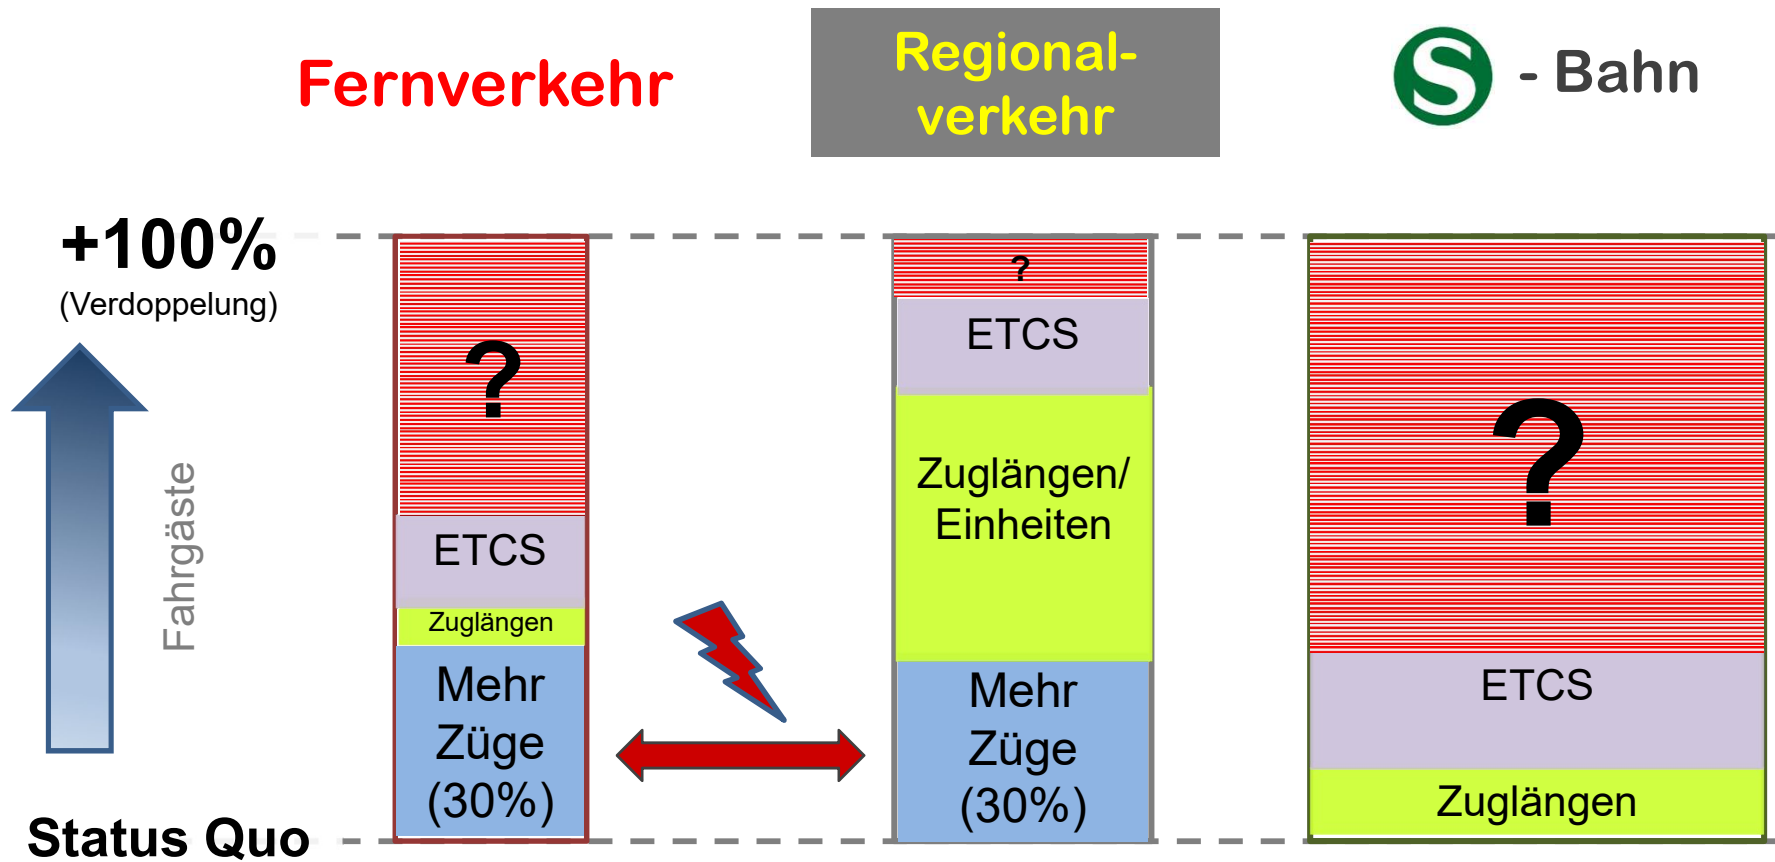 Fernverkehr
Regional-
verkehr
S - Bahn
+100%
(Verdoppelung)
Fahrgäste
Status Quo
?
ETCS
Zuglängen
Mehr
Züge
(30%)
?
ETCS
Zuglängen/
Einheiten
Mehr
Züge
(30%)
?
ETCS
Zuglängen